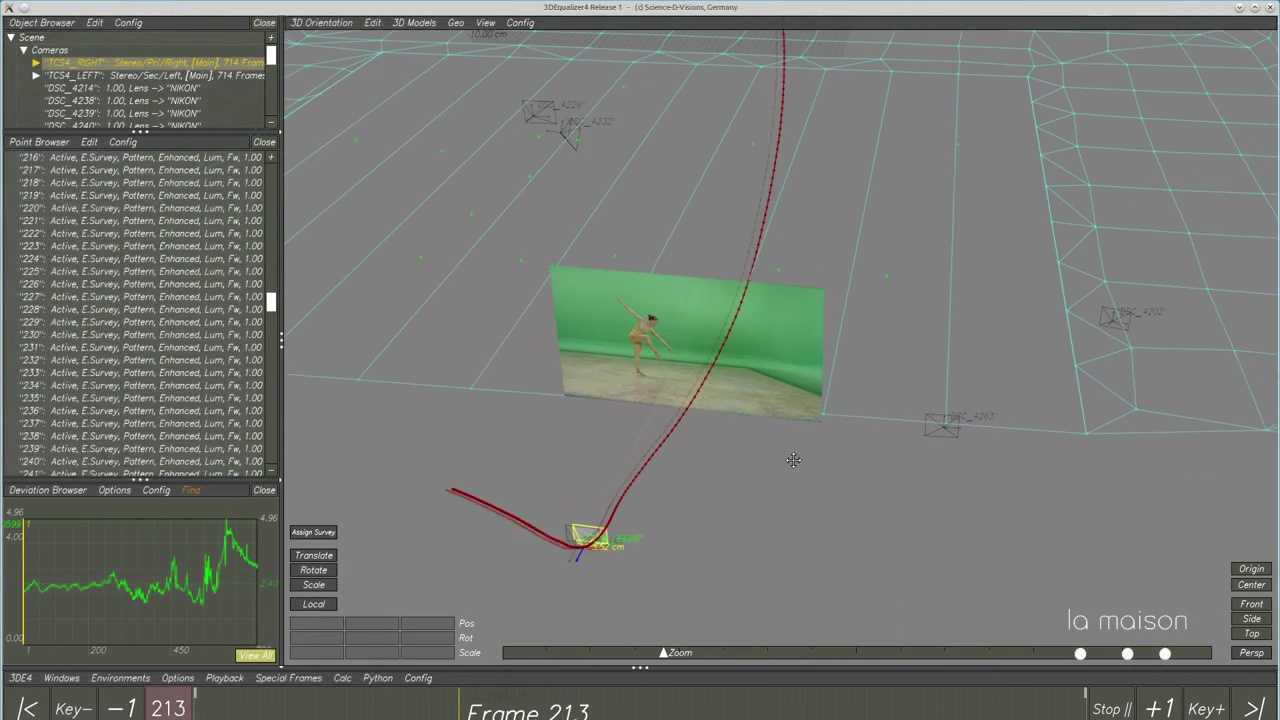 3DEqualizer4 Release 1 - (c) Science-D-Visions, Germany
Object Browser Edit Config Close
3D Orientation Edit 3D Models Geo View Config
Scene
Cameras
"TCS4_RIGHT": Stereo/Pri/Right, [Main], 714 Fram
"TCS4_LEFT": Stereo/Sec/Left, [Main], 714 Frames
"DSC_4214": 1.00, Lens -> "NIKON"
"DSC_4238": 1.00, Lens -> "NIKON"
"DSC_4239": 1.00, Lens -> "NIKON"
"DSC_4240": 1.00, Lens -> "NIKON"
Point Browser Edit Config Close
"216": Active, E.Survey, Pattern, Enhanced, Lum, Fw, 1.00
"217": Active, E.Survey, Pattern, Enhanced, Lum, Fw, 1.00
"218": Active, E.Survey, Pattern, Enhanced, Lum, Fw, 1.00
"219": Active, E.Survey, Pattern, Enhanced, Lum, Fw, 1.00
"220": Active, E.Survey, Pattern, Enhanced, Lum, Fw, 1.00
"221": Active, E.Survey, Pattern, Enhanced, Lum, Fw, 1.00
"222": Active, E.Survey, Pattern, Enhanced, Lum, Fw, 1.00
"223": Active, E.Survey, Pattern, Enhanced, Lum, Fw, 1.00
"224": Active, E.Survey, Pattern, Enhanced, Lum, Fw, 1.00
"225": Active, E.Survey, Pattern, Enhanced, Lum, Fw, 1.00
"226": Active, E.Survey, Pattern, Enhanced, Lum, Fw, 1.00
"227": Active, E.Survey, Pattern, Enhanced, Lum, Fw, 1.00
"228": Active, E.Survey, Pattern, Enhanced, Lum, Fw, 1.00
"229": Active, E.Survey, Pattern, Enhanced, Lum, Fw, 1.00
"230": Active, E.Survey, Pattern, Enhanced, Lum, Fw, 1.00
"231": Active, E.Survey, Pattern, Enhanced, Lum, Fw, 1.00
"232": Active, E.Survey, Pattern, Enhanced, Lum, Fw, 1.00
"233": Active, E.Survey, Pattern, Enhanced, Lum, Fw, 1.00
"234": Active, E.Survey, Pattern, Enhanced, Lum, Fw, 1.00
"235": Active, E.Survey, Pattern, Enhanced, Lum, Fw, 1.00
"236": Active, E.Survey, Pattern, Enhanced, Lum, Fw, 1.00
"237": Active, E.Survey, Pattern, Enhanced, Lum, Fw, 1.00
"238": Active, E.Survey, Pattern, Enhanced, Lum, Fw, 1.00
"239": Active, E.Survey, Pattern, Enhanced, Lum, Fw, 1.00
"240": Active, E.Survey, Pattern, Enhanced, Lum, Fw, 1.00
"241": Active, E.Survey, Pattern, Enhanced, Lum, Fw, 1.00
Deviation Browser Options Config Find Close
4.96
4.96
4.00
1
2.40
0.00
1 200 450
View All
10.00 cm
DSC_4229"
DSC_4232"
DSC_4202"
DSC_4263"
Assign Survey
Translate
Rotate
Scale
Local
Pos
Rot
Scale
Zoom
Origin
Center
Front
Side
Top
Persp
la maison
3DE4 Windows Environments Options Playback Special Frames Calc Python Config
|< Key- -1 213 Frame 213 Stop || +1 Key+ >|